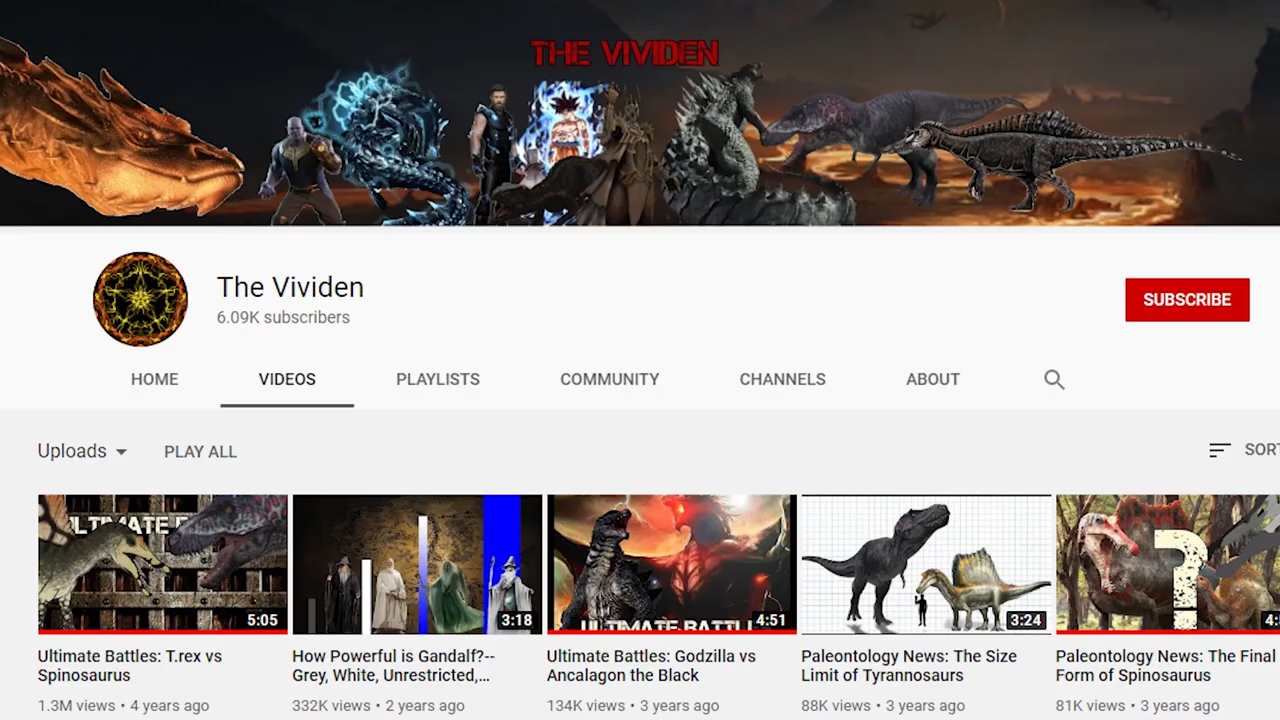 THE VIVIDEN
The Vividen
6.09K subscribers
SUBSCRIBE
HOME
VIDEOS
PLAYLISTS
COMMUNITY
CHANNELS
ABOUT
Uploads
PLAY ALL
SORT
5:05
3:18
ULTIMATE BATTLE
4:51
3:24
?
Ultimate Battles: T.rex vs
Spinosaurus
1.3M views • 4 years ago
How Powerful is Gandalf?--
Grey, White, Unrestricted,...
332K views • 2 years ago
Ultimate Battles: Godzilla vs
Ancalagon the Black
134K views • 3 years ago
Paleontology News: The Size
Limit of Tyrannosaurs
88K views • 3 years ago
Paleontology News: The Final
Form of Spinosaurus
81K views • 3 years ago